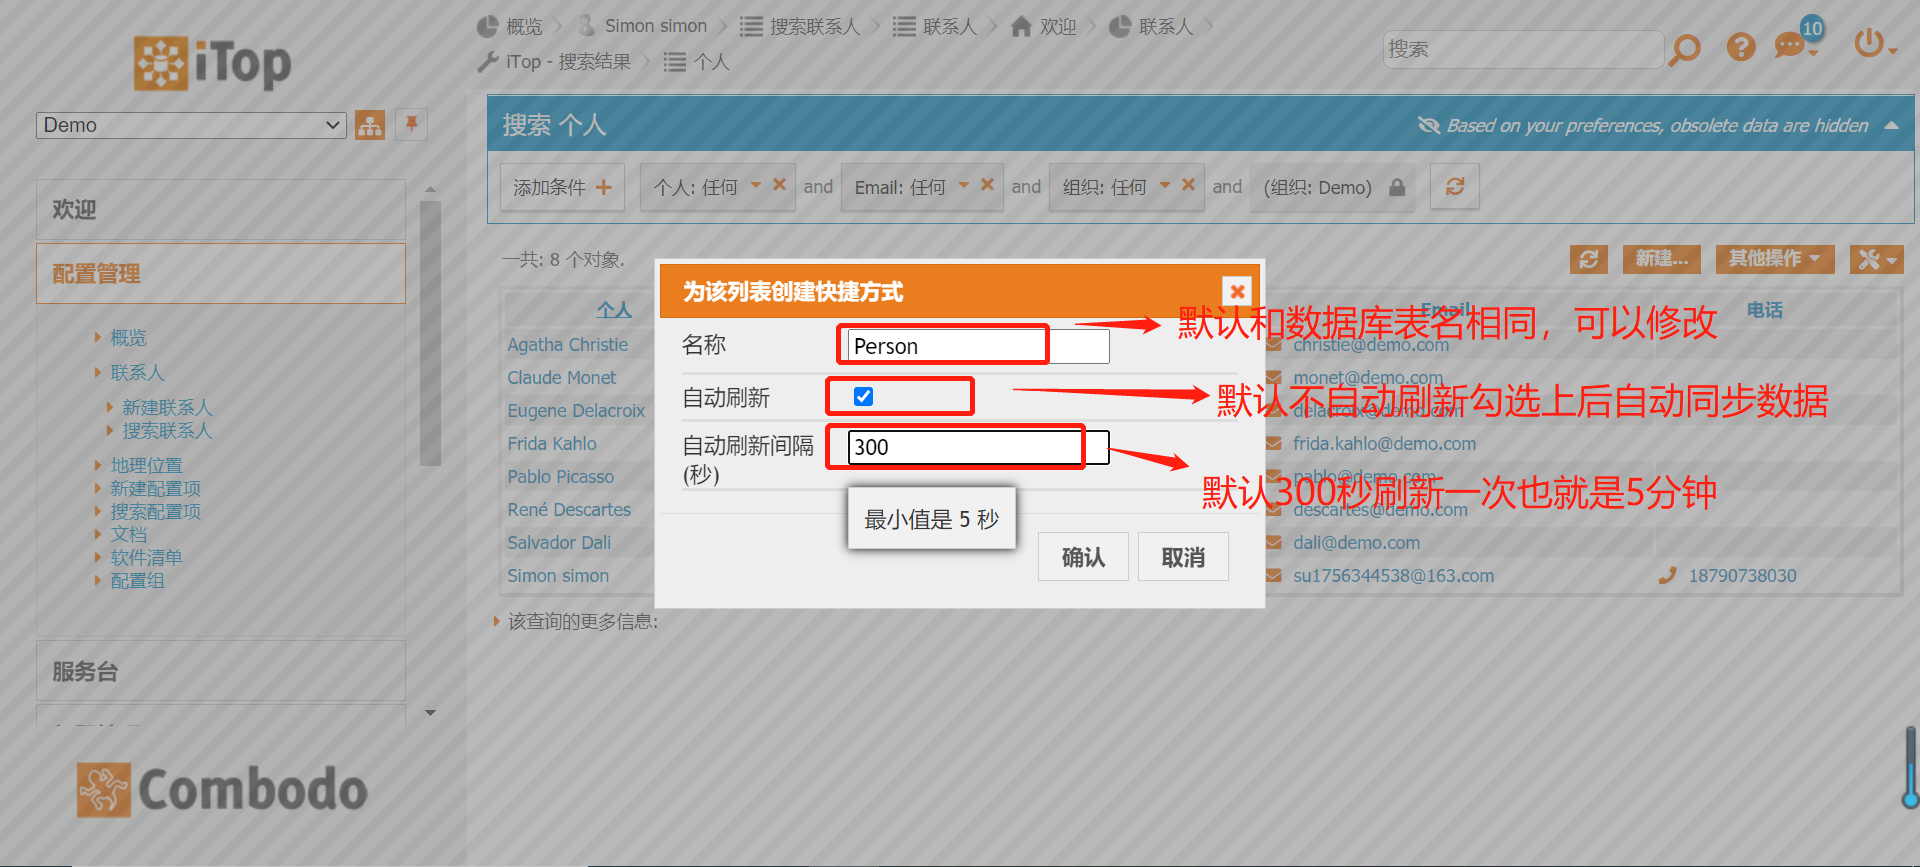 概览
Simon simon
搜索联系人
联系人
欢迎
联系人
iTop - 搜索结果
个人
搜索
10
iTop
Demo
搜索 个人
Based on your preferences, obsolete data are hidden
添加条件
个人: 任何
and
Email: 任何
and
组织: 任何
and
(组织: Demo)
欢迎
配置管理
概览
联系人
新建联系人
搜索联系人
地理位置
新建配置项
搜索配置项
文档
软件清单
配置组
服务台
Combodo
一共: 8 个对象.
新建...
其他操作
个人
Email
电话
Agatha Christie
christie@demo.com
Claude Monet
monet@demo.com
Eugene Delacroix
delacroix@demo.com
Frida Kahlo
frida.kahlo@demo.com
Pablo Picasso
pablo@demo.com
René Descartes
descartes@demo.com
Salvador Dali
dali@demo.com
Simon simon
su1756344538@163.com
18790738030
该查询的更多信息:
为该列表创建快捷方式
名称
Person
自动刷新
自动刷新间隔
(秒)
300
最小值是 5 秒
确认
取消
默认和数据库表名相同，可以修改
默认不自动刷新勾选上后自动同步数据
默认300秒刷新一次也就是5分钟